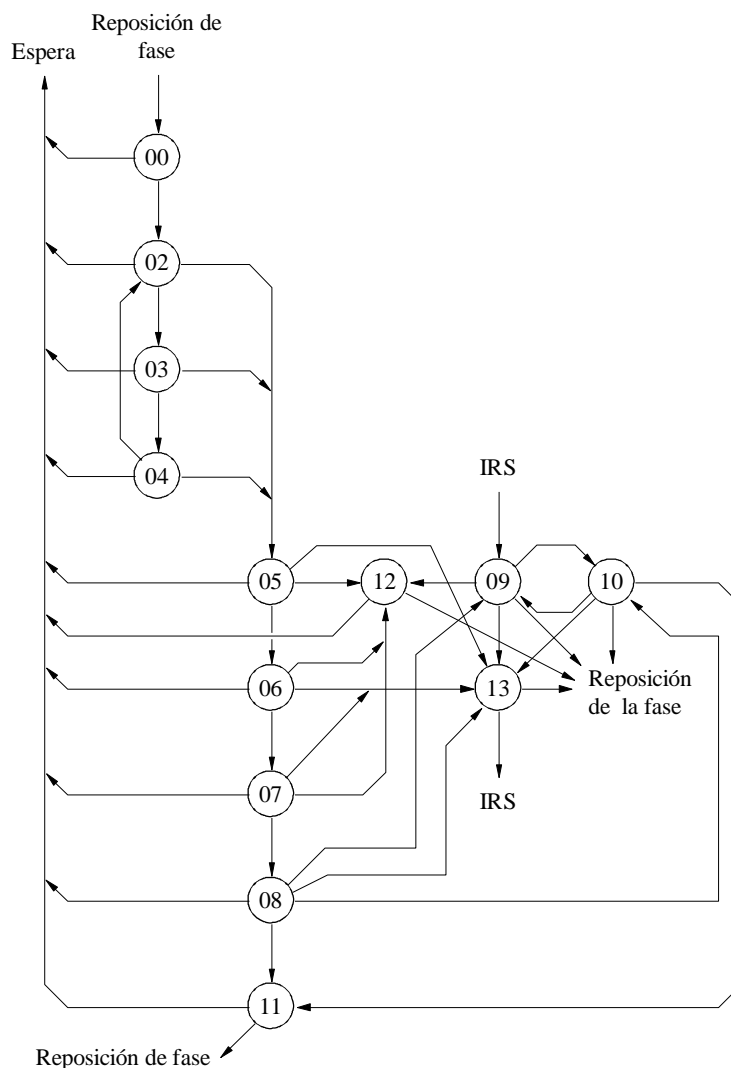 Reposición de
fase
Espera
00
02
03
04
IRS
05
12
09
10
06
13
Reposición
de la fase
07
IRS
08
11
Reposición de fase